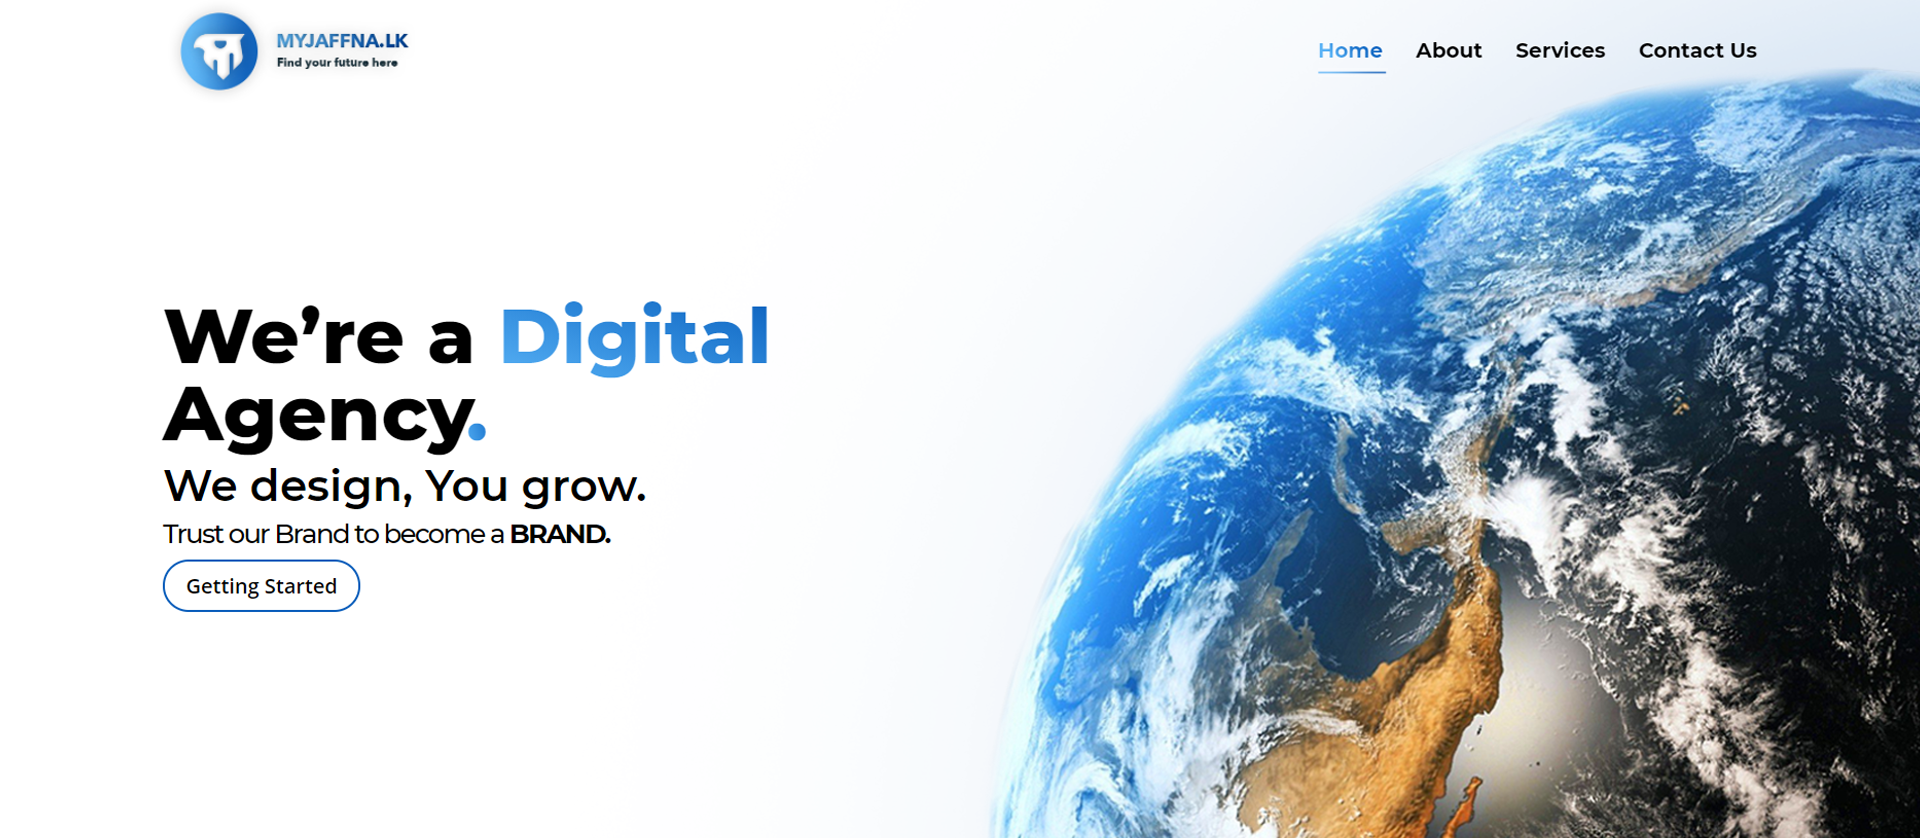 MYJAFFNA.LK
Find your future here
Home About Services Contact Us
We’re a Digital
Agency.
We design, You grow.
Trust our Brand to become a BRAND.
Getting Started